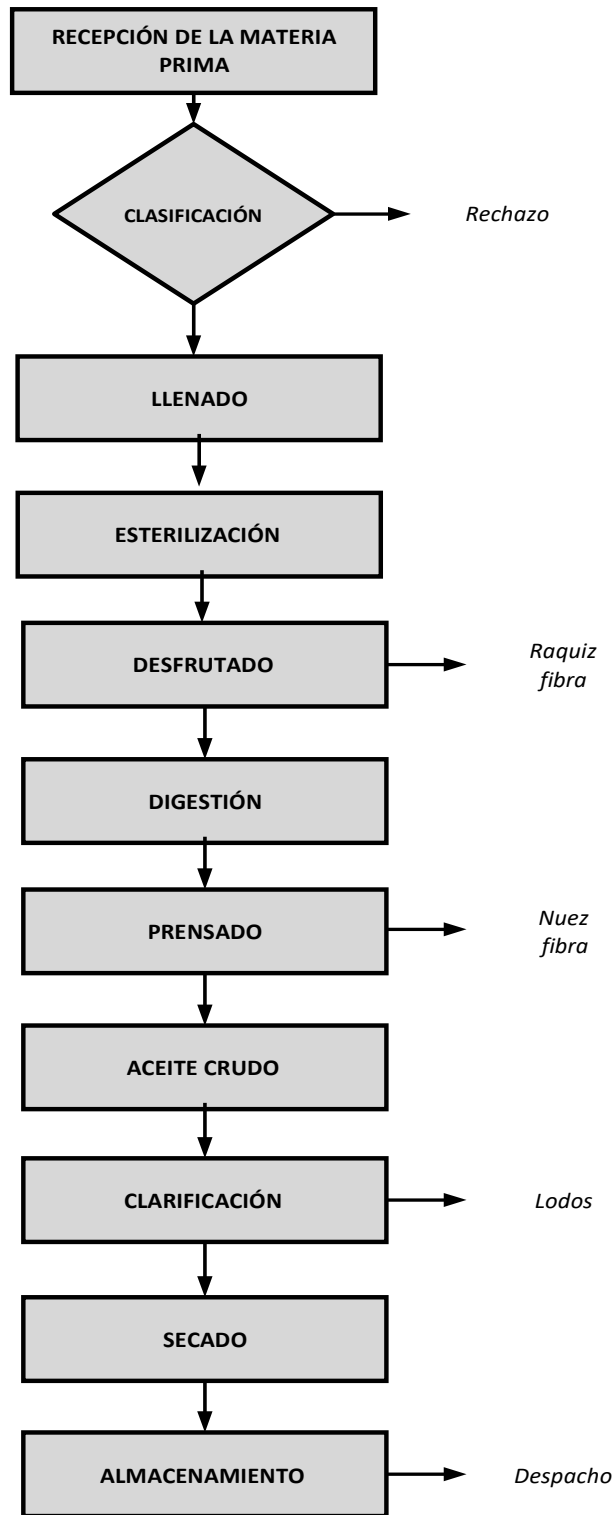 RECEPCIÓN DE LA MATERIA
PRIMA
CLASIFICACIÓN
Rechazo
LLENADO
ESTERILIZACIÓN
DESFRUTADO
Raquiz
fibra
DIGESTIÓN
PRENSADO
Nuez
fibra
ACEITE CRUDO
CLARIFICACIÓN
Lodos
SECADO
ALMACENAMIENTO
Despacho